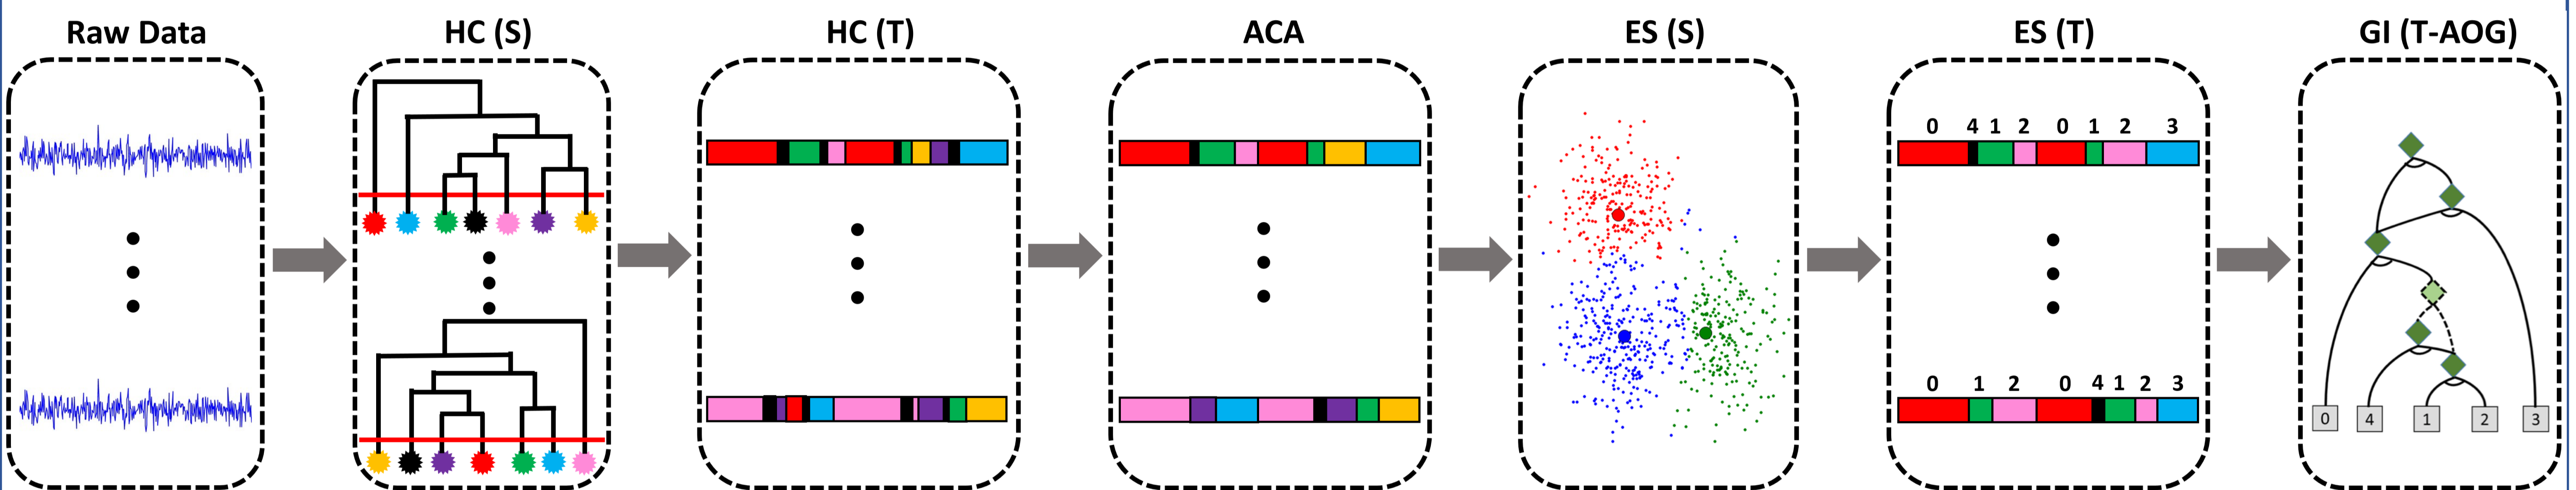 Raw Data
HC (S)
HC (T)
ACA
ES (S)
ES (T)
GI (T-AOG)
0 4 1 2 0 1 2 3
0 1 2 0 4 1 2 3
0 4 1 2 3